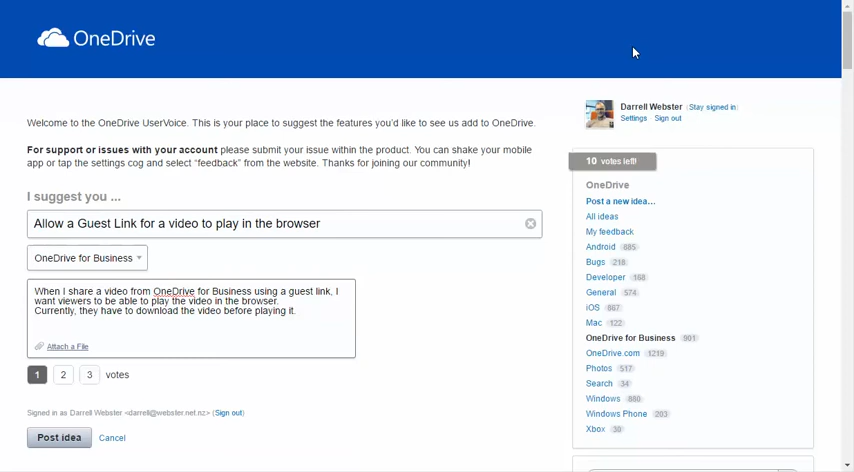 OneDrive
Darrell Webster (Stay signed in)
Settings Sign out
Welcome to the OneDrive UserVoice. This is your place to suggest the features you'd like to see us add to OneDrive.
For support or issues with your account please submit your issue within the product. You can shake your mobile
app or tap the settings cog and select "feedback" from the website. Thanks for joining our community!
I suggest you ...
Allow a Guest Link for a video to play in the browser
OneDrive for Business
When I share a video from OneDrive for Business using a guest link, I
want viewers to be able to play the video in the browser.
Currently, they have to download the video before playing it.
Attach a File
1 2 3 votes
Signed in as Darrell Webster <darrell@webster.net.nz> (Sign out)
Post idea Cancel
10 votes left!
OneDrive
Post a new idea…
All ideas
My feedback
Android 885
Bugs 218
Developer 168
General 574
iOS 867
Mac 122
OneDrive for Business 901
OneDrive.com 1219
Photos 517
Search 34
Windows 880
Windows Phone 203
Xbox 30